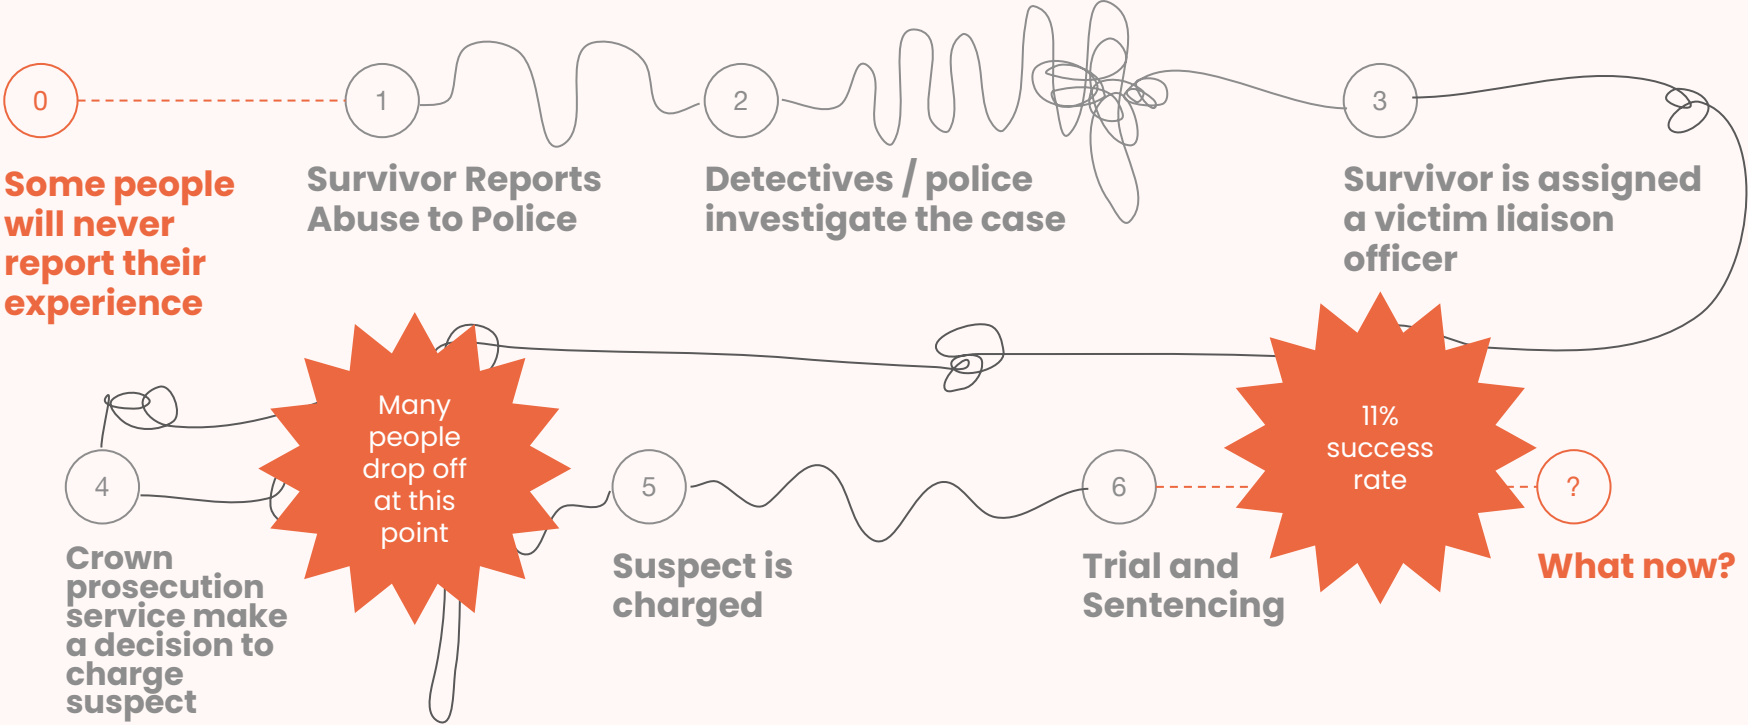 0
1
2
3
Some people
will never
report their
experience
Survivor Reports
Abuse to Police
Detectives / police
investigate the case
Survivor is assigned
a victim liaison
officer
Many
people
drop off
at this
point
11%
success
rate
4
5
6
?
Crown
prosecution
service make
a decision to
charge
suspect
Suspect is
charged
Trial and
Sentencing
What now?